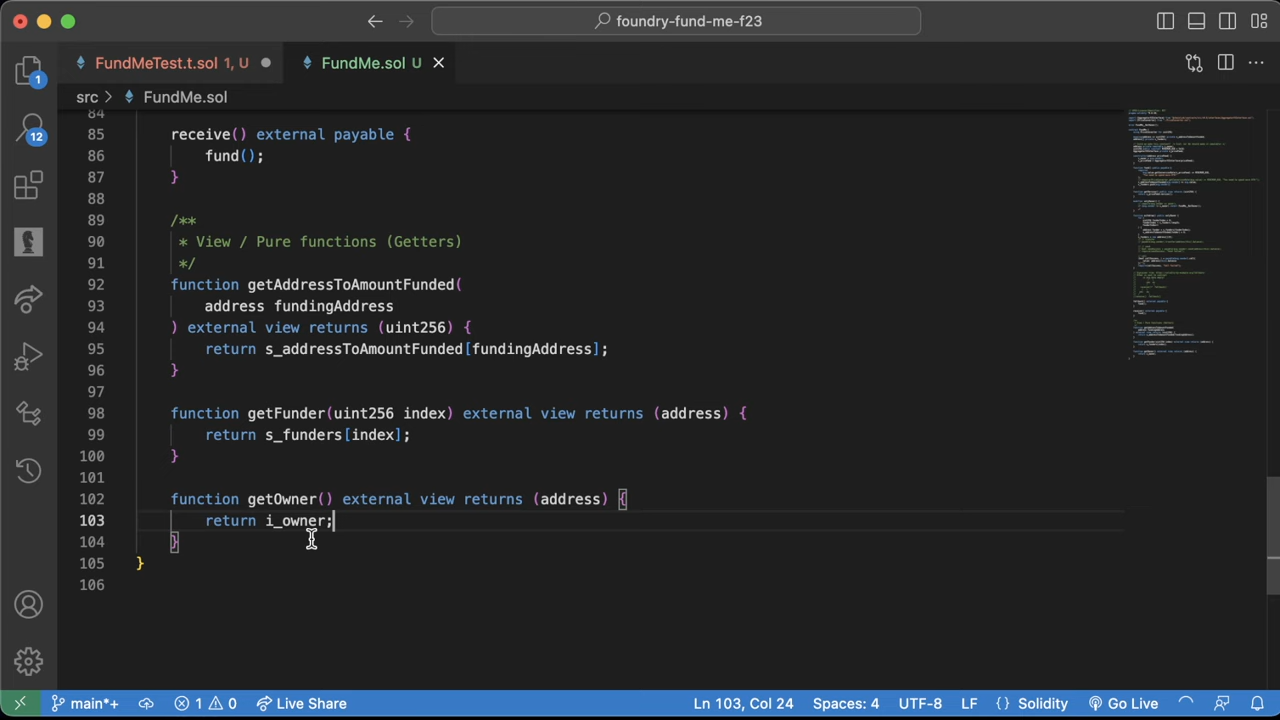 foundry-fund-me-f23
FundMeTest.t.sol 1, U
FundMe.sol U
src > FundMe.sol
1
12
84
85 receive() external payable {
86 fund();
87 }
88
89 /**
90 * View / Pure functions (Getters)
91 */
92 function getAddressToAmountFunded(
93 address fundingAddress
94 ) external view returns (uint256) {
95 return s_addressToAmountFunded[fundingAddress];
96 }
97
98 function getFunder(uint256 index) external view returns (address) {
99 return s_funders[index];
100 }
101
102 function getOwner() external view returns (address) {
103 return i_owner;
104 }
105 }
106
main*+ 1 0 Live Share Ln 103, Col 24 Spaces: 4 UTF-8 LF {} Solidity Go Live